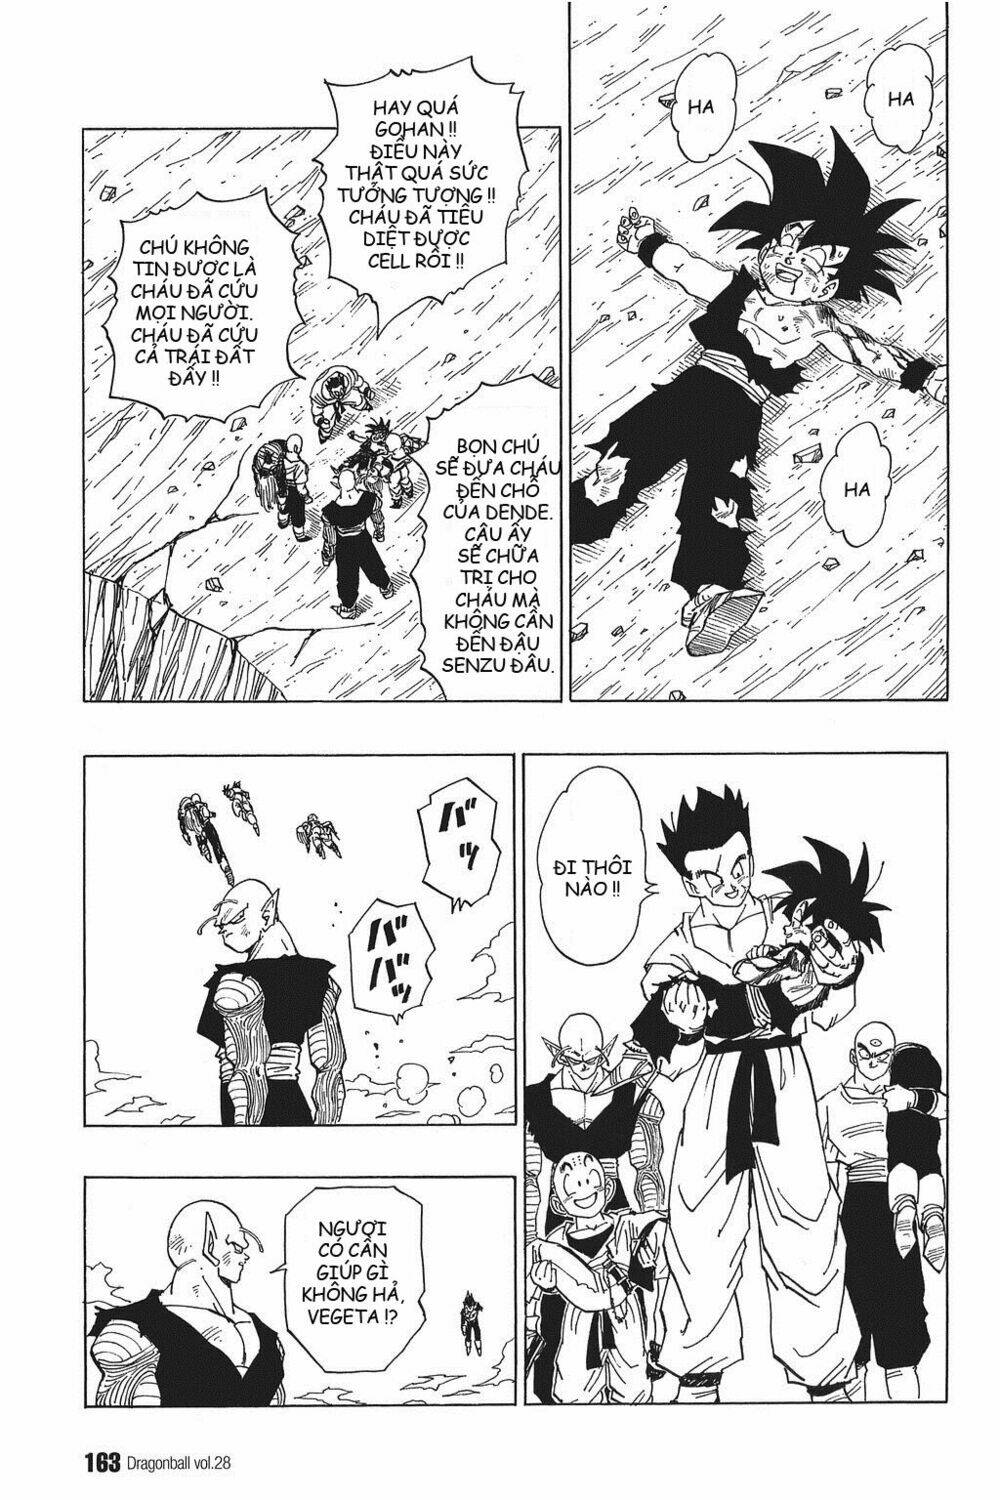 HA
HA
HA
HAY QUÁ
GOHAN !!
ĐIỀU NÀY
THẬT QUÁ SỨC
TƯỞNG TƯỢNG !!
CHÁU ĐÃ TIÊU
DIỆT ĐƯỢC
CELL RỒI !!
CHÚ KHÔNG
TIN ĐƯỢC LÀ
CHÁU ĐÃ CỨU
MỌI NGƯỜI.
CHÁU ĐÃ CỨU
CẢ TRÁI ĐẤT
ĐẤY !!
BỌN CHÚ
SẼ ĐƯA CHÁU
ĐẾN CHỖ
CỦA DENDE.
CẬU ẤY
SẼ CHỮA
TRỊ CHO
CHÁU MÀ
KHÔNG CẦN
ĐẾN ĐẬU
SENZU ĐÂU.
ĐI THÔI
NÀO !!
バッ
バ
バッ
NGƯƠI
CÓ CẦN
GIÚP GÌ
KHÔNG HẢ,
VEGETA !?
163 Dragonball vol.28